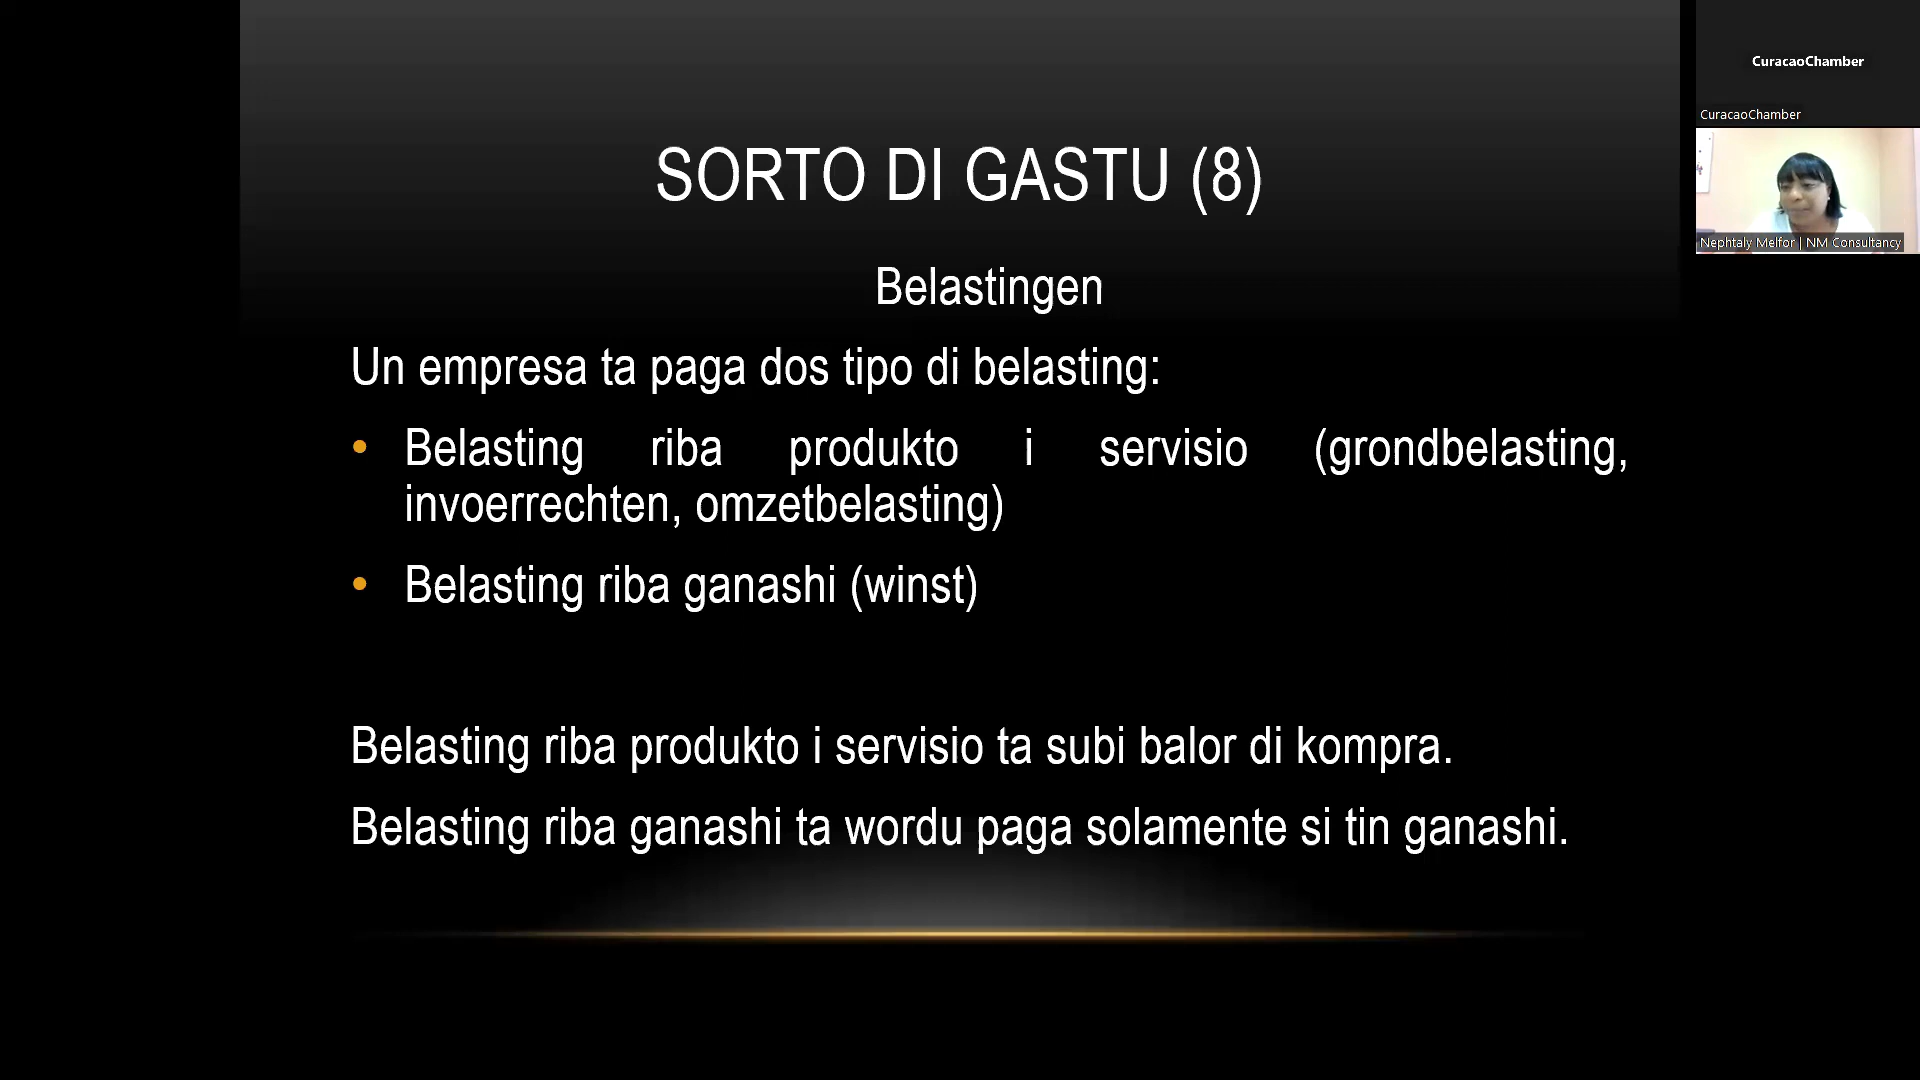 SORTO DI GASTU (8)
Belastingen
Un empresa ta paga dos tipo di belasting:
• Belasting riba produkto i servisio (grondbelasting,
invoerrechten, omzetbelasting)
• Belasting riba ganashi (winst)
Belasting riba produkto i servisio ta subi balor di kompra.
Belasting riba ganashi ta wordu paga solamente si tin ganashi.
CuracaoChamber
CuracaoChamber
Nephtaly Melfor | NM Consultancy